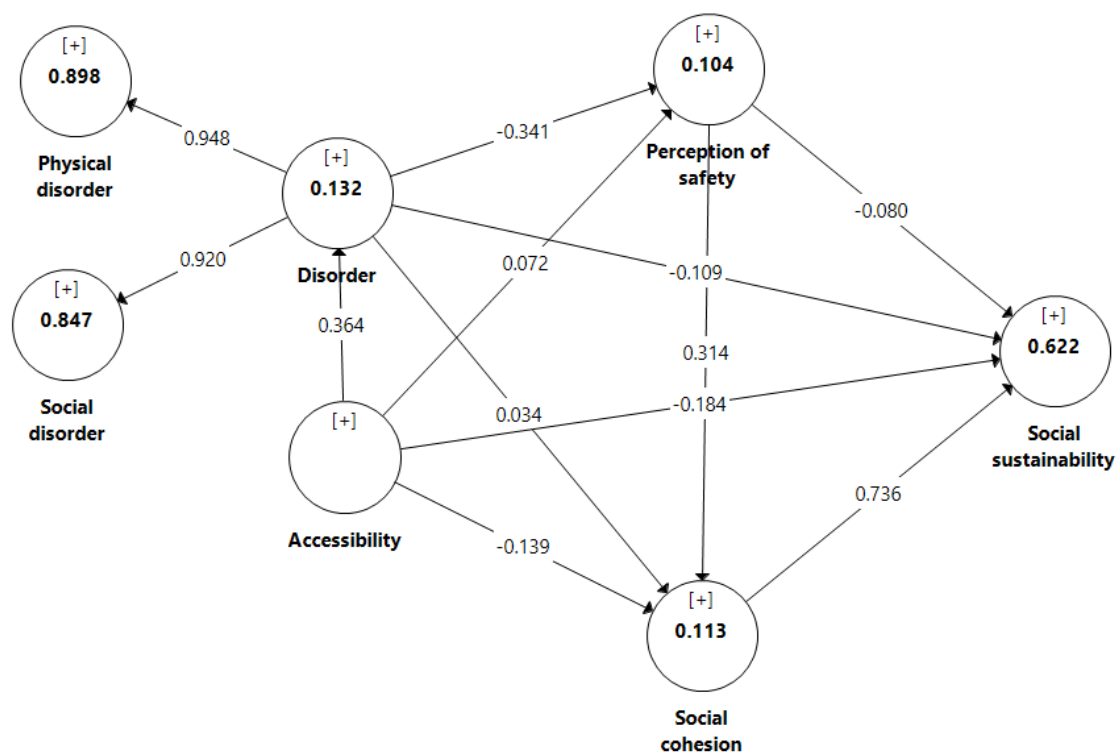 [+]
0.898
Physical
disorder
[+]
0.847
Social
disorder
0.948
0.920
[+]
0.132
Disorder
0.364
[+]
Accessibility
-0.341
0.072
0.034
-0.139
[+]
0.104
Perception of
safety
-0.109
0.314
-0.184
[+]
0.113
Social
cohesion
-0.080
0.736
[+]
0.622
Social
sustainability